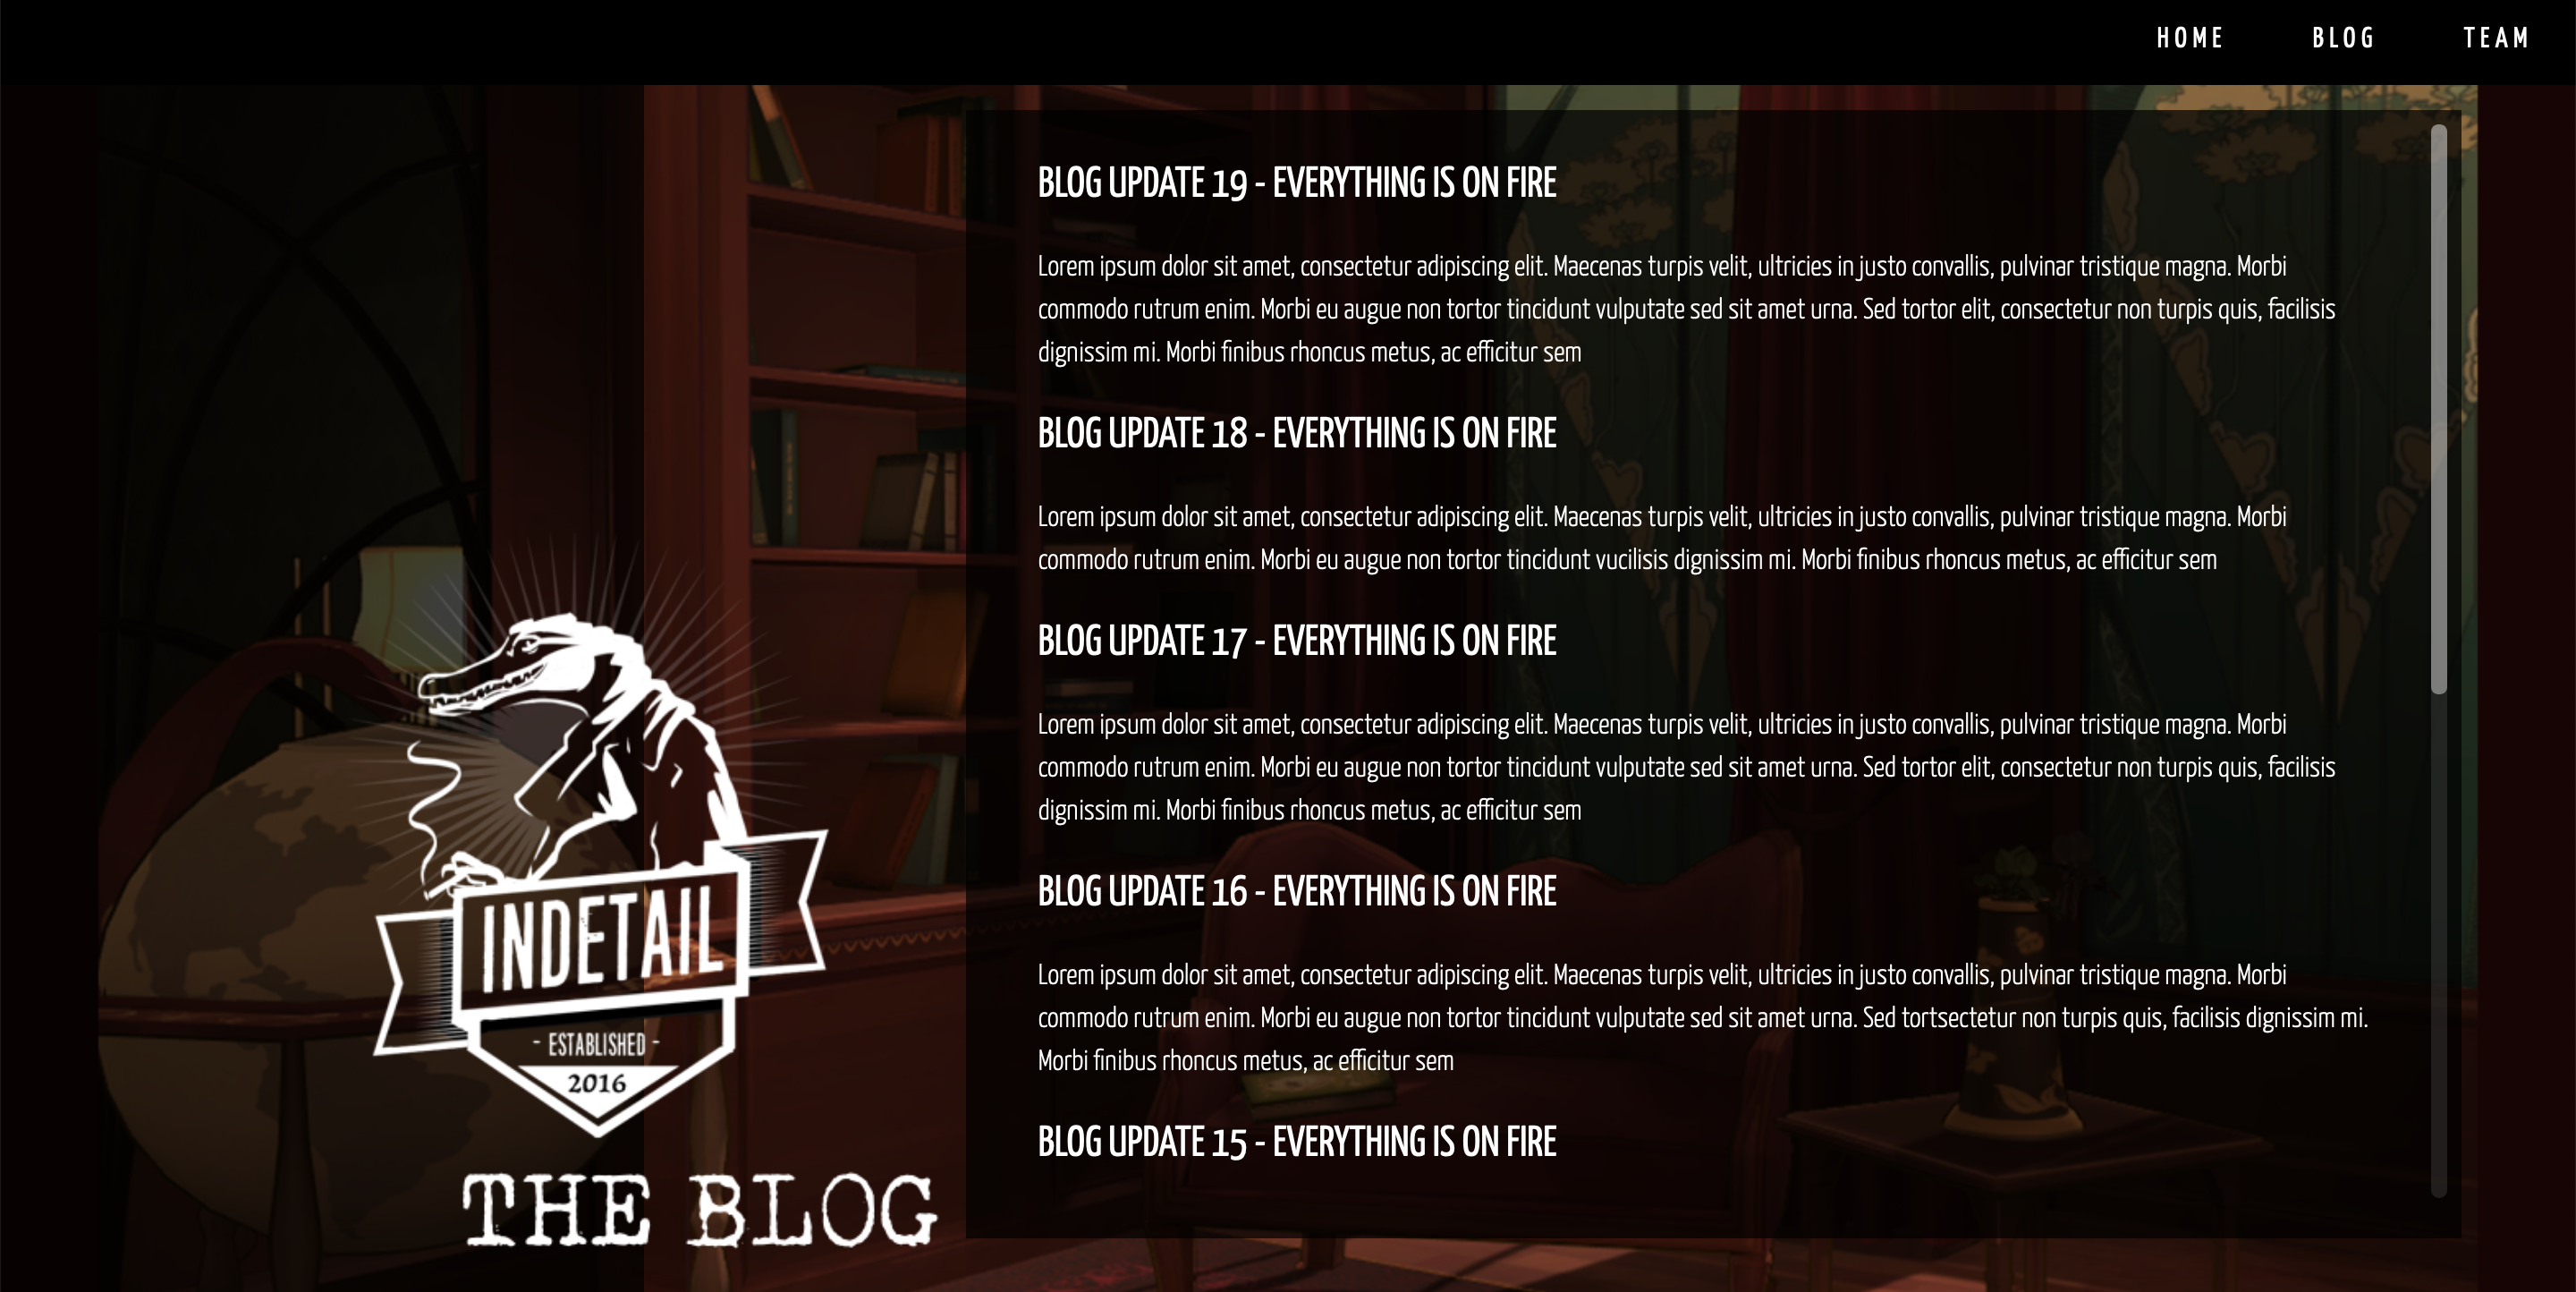 HOME BLOG TEAM
BLOG UPDATE 19 - EVERYTHING IS ON FIRE
Lorem ipsum dolor sit amet, consectetur adipiscing elit. Maecenas turpis velit, ultricies in justo convallis, pulvinar tristique magna. Morbi
commodo rutrum enim. Morbi eu augue non tortor tincidunt vulputate sed sit amet urna. Sed tortor elit, consectetur non turpis quis, facilisis
dignissim mi. Morbi finibus rhoncus metus, ac efficitur sem
BLOG UPDATE 18 - EVERYTHING IS ON FIRE
Lorem ipsum dolor sit amet, consectetur adipiscing elit. Maecenas turpis velit, ultricies in justo convallis, pulvinar tristique magna. Morbi
commodo rutrum enim. Morbi eu augue non tortor tincidunt vucilisis dignissim mi. Morbi finibus rhoncus metus, ac efficitur sem
BLOG UPDATE 17 - EVERYTHING IS ON FIRE
Lorem ipsum dolor sit amet, consectetur adipiscing elit. Maecenas turpis velit, ultricies in justo convallis, pulvinar tristique magna. Morbi
commodo rutrum enim. Morbi eu augue non tortor tincidunt vulputate sed sit amet urna. Sed tortor elit, consectetur non turpis quis, facilisis
dignissim mi. Morbi finibus rhoncus metus, ac efficitur sem
BLOG UPDATE 16 - EVERYTHING IS ON FIRE
Lorem ipsum dolor sit amet, consectetur adipiscing elit. Maecenas turpis velit, ultricies in justo convallis, pulvinar tristique magna. Morbi
commodo rutrum enim. Morbi eu augue non tortor tincidunt vulputate sed sit amet urna. Sed tortsectetur non turpis quis, facilisis dignissim mi.
Morbi finibus rhoncus metus, ac efficitur sem
BLOG UPDATE 15 - EVERYTHING IS ON FIRE
INDETAIL
- ESTABLISHED -
2016
THE BLOG